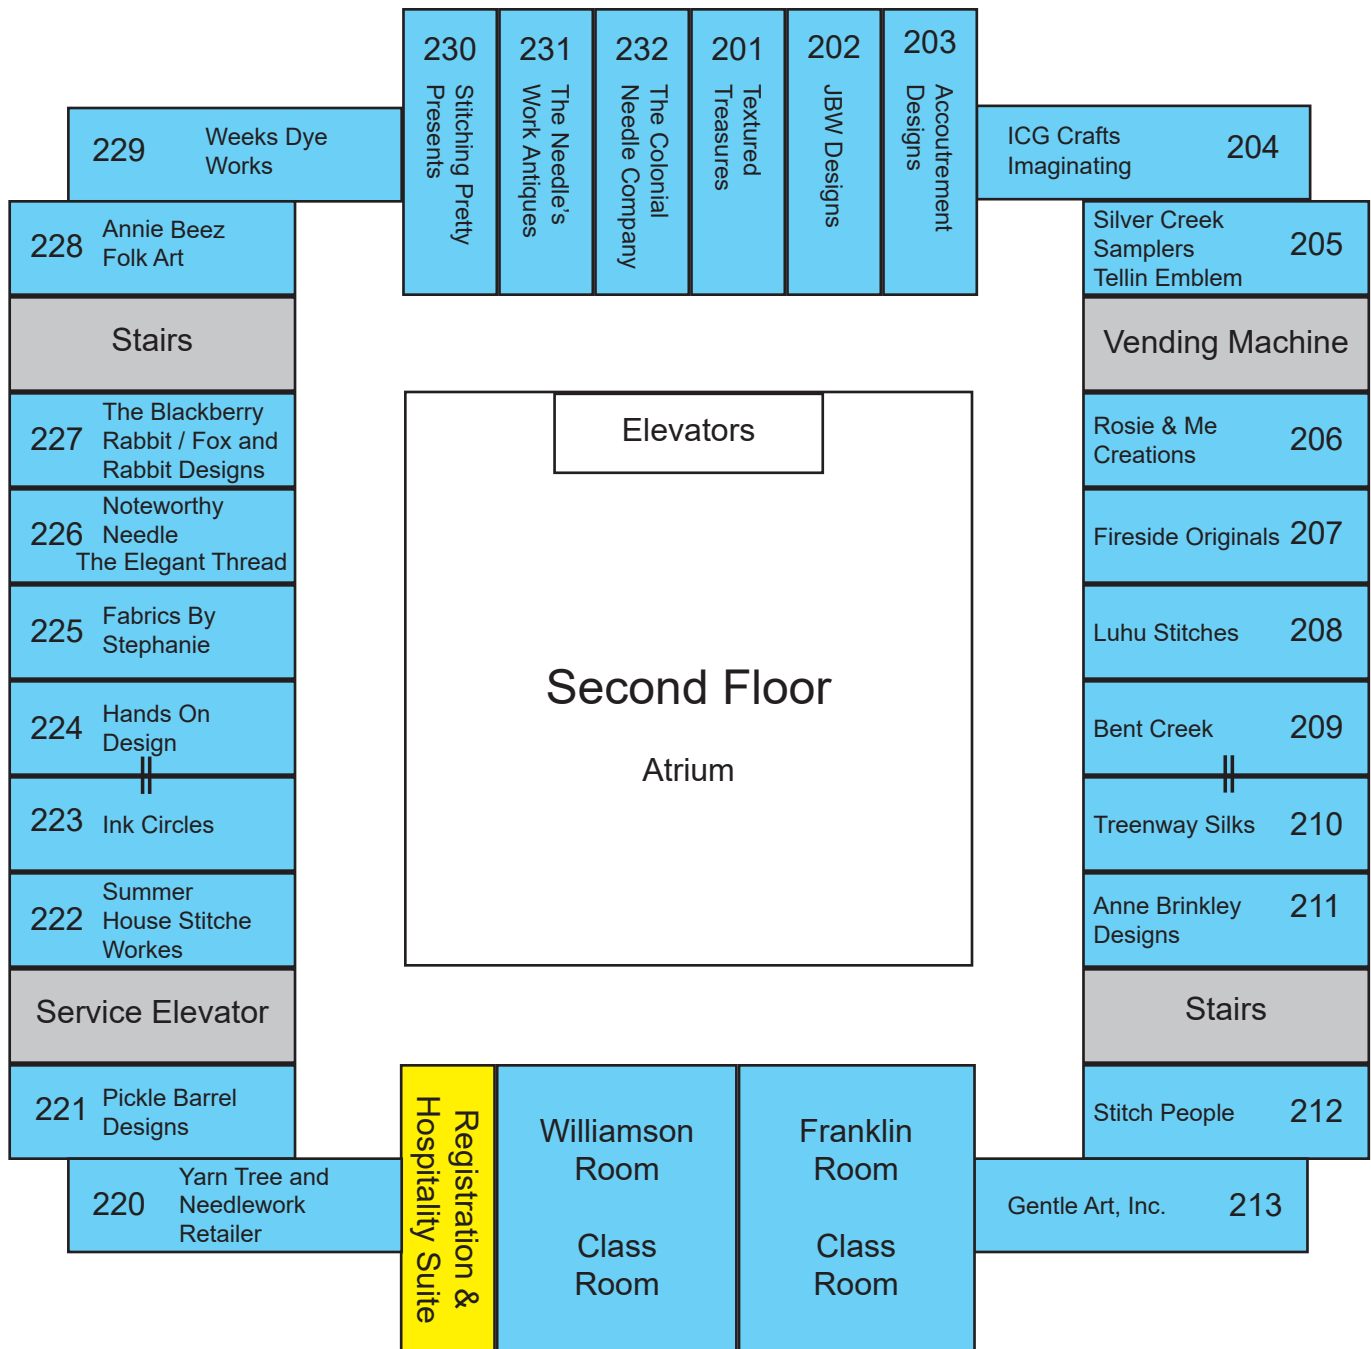 230
Stitching Pretty
Presents
231
The Needle's
Work Antiques
232
The Colonial
Needle Company
201
Textured
Treasures
202
JBW Designs
203
Accoutrement
Designs
229
Weeks Dye
Works
ICG Crafts
Imaginating
204
228
Annie Beez
Folk Art
Silver Creek
Samplers
Tellin Emblem
205
Stairs
Vending Machine
Elevators
227
The Blackberry
Rabbit / Fox and
Rabbit Designs
Rosie & Me
Creations
206
226
Noteworthy
Needle
The Elegant Thread
Fireside Originals 207
225
Fabrics By
Stephanie
Luhu Stitches 208
224
Hands On
Design
Second Floor
Atrium
Bent Creek 209
223 Ink Circles
Treenway Silks 210
222
Summer
House Stitche
Workes
Anne Brinkley
Designs
211
Service Elevator
Stairs
221
Pickle Barrel
Designs
Stitch People 212
220
Yarn Tree and
Needlework
Retailer
Registration &
Hospitality Suite
Williamson
Room
Class
Room
Franklin
Room
Class
Room
Gentle Art, Inc. 213